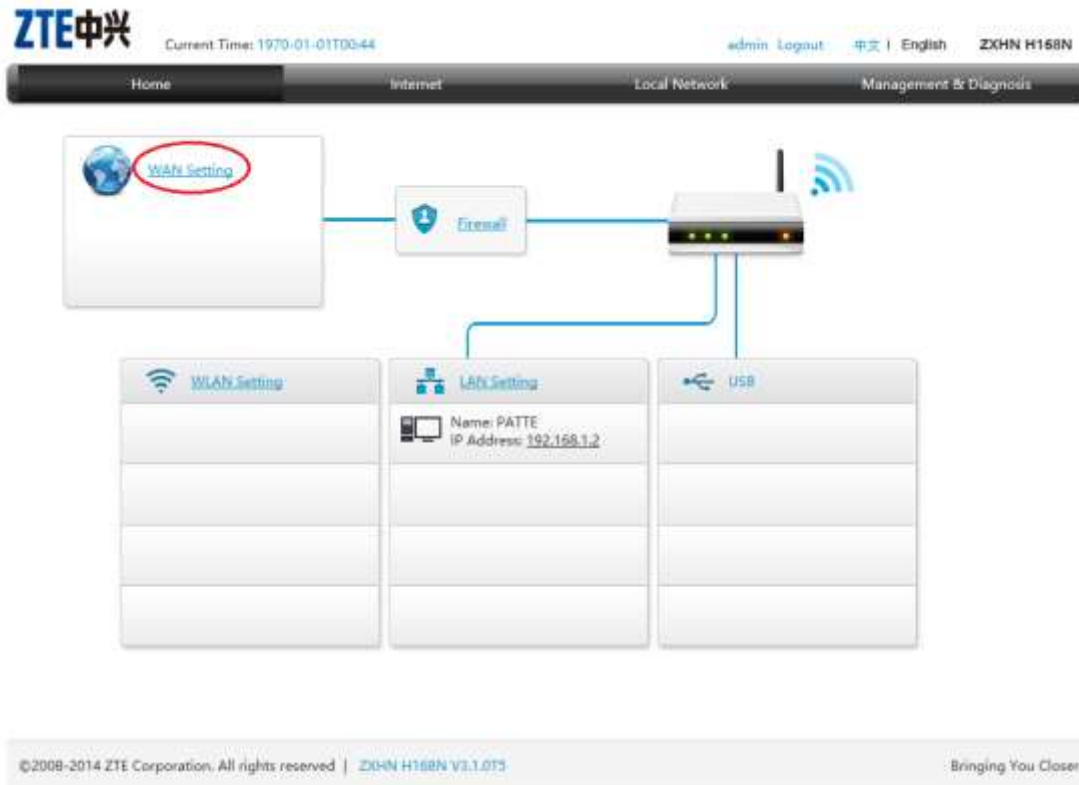 ZTE中兴
Current Time: 1970-01-01T00:44
admin Logout 中文 | English ZXHN H168N
Home Internet Local Network Management & Diagnosis
WAN Setting
Firewall
WLAN Setting LAN Setting USB
Name: PATTE
IP Address: 192.168.1.2
©2008-2014 ZTE Corporation. All rights reserved | ZXHN H168N V3.1.0T5 Bringing You Closer